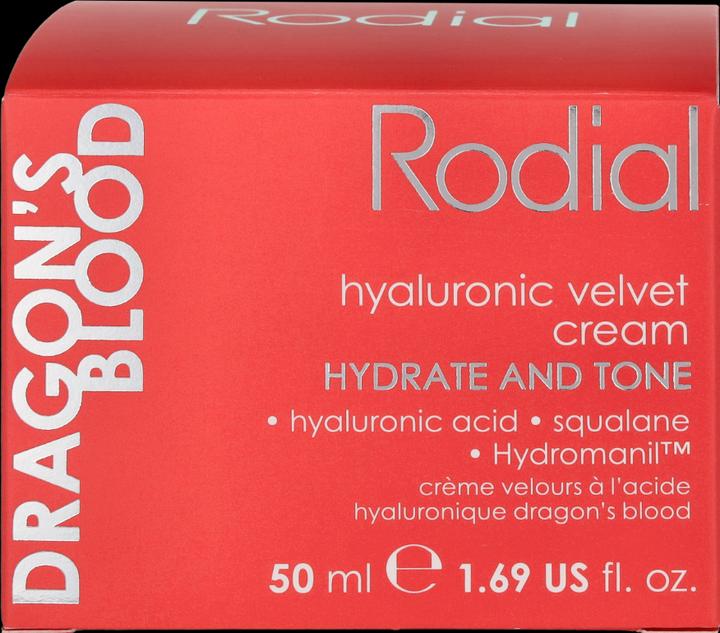 Rodial
DRAGON'S
BLOOD
Rodial
hyaluronic velvet
cream
HYDRATE AND TONE
• hyaluronic acid • squalane
• Hydromanil™
crème velours à l'acide
hyaluronique dragon's blood
50 ml ℮ 1.69 US fl. oz.